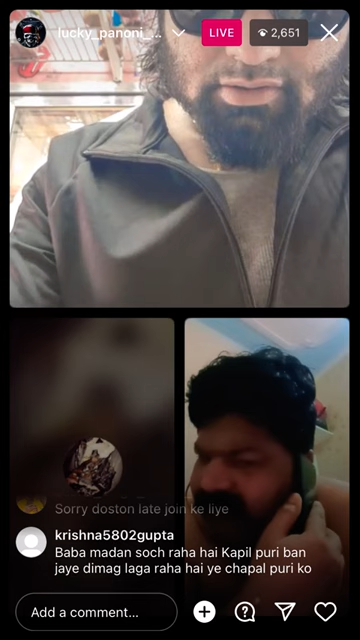 lucky_panoni_...
LIVE
2,651
Sorry doston late join ke liye
krishna5802gupta
Baba madan soch raha hai Kapil puri ban
jaye dimag laga raha hai ye chapal puri ko
Add a comment...